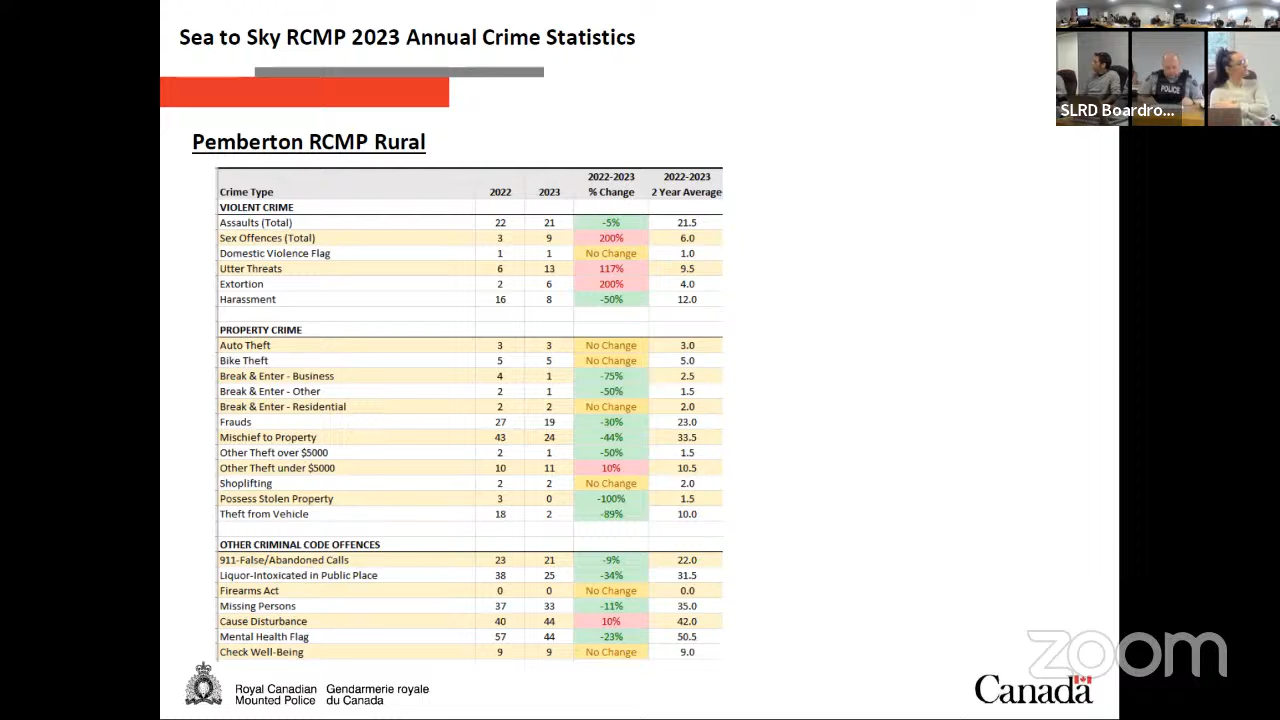 Sea to Sky RCMP 2023 Annual Crime Statistics
SLRD Boardro...
POLICE
Pemberton RCMP Rural
Crime Type 2022 2023 2022-2023 % Change 2022-2023 2 Year Average
VIOLENT CRIME
Assaults (Total) 22 21 -5% 21.5
Sex Offences (Total) 3 9 200% 6.0
Domestic Violence Flag 1 1 No Change 1.0
Utter Threats 6 13 117% 9.5
Extortion 2 6 200% 4.0
Harassment 16 8 -50% 12.0
PROPERTY CRIME
Auto Theft 3 3 No Change 3.0
Bike Theft 5 5 No Change 5.0
Break & Enter - Business 4 1 -75% 2.5
Break & Enter - Other 2 1 -50% 1.5
Break & Enter - Residential 2 2 No Change 2.0
Frauds 27 19 -30% 23.0
Mischief to Property 43 24 -44% 33.5
Other Theft over $5000 2 1 -50% 1.5
Other Theft under $5000 10 11 10% 10.5
Shoplifting 2 2 No Change 2.0
Possess Stolen Property 3 0 -100% 1.5
Theft from Vehicle 18 2 -89% 10.0
OTHER CRIMINAL CODE OFFENCES
911-False/Abandoned Calls 23 21 -9% 22.0
Liquor-Intoxicated in Public Place 38 25 -34% 31.5
Firearms Act 0 0 No Change 0.0
Missing Persons 37 33 -11% 35.0
Cause Disturbance 40 44 10% 42.0
Mental Health Flag 57 44 -23% 50.5
Check Well-Being 9 9 No Change 9.0
Royal Canadian Gendarmerie royale
Mounted Police du Canada
Canada
zoom